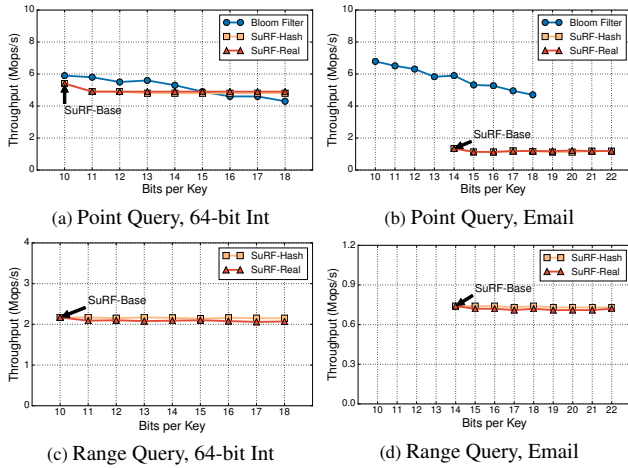 10
8
6
4
2
0
Throughput (Mops/s)
Bloom Filter
SuRF-Hash
SuRF-Real
SuRF-Base
10 11 12 13 14 15 16 17 18
Bits per Key
(a) Point Query, 64-bit Int
10
8
6
4
2
0
Throughput (Mops/s)
Bloom Filter
SuRF-Hash
SuRF-Real
SuRF-Base
10 11 12 13 14 15 16 17 18 19 20 21 22
Bits per Key
(b) Point Query, Email
4
3
2
1
0
Throughput (Mops/s)
SuRF-Hash
SuRF-Real
SuRF-Base
10 11 12 13 14 15 16 17 18
Bits per Key
(c) Range Query, 64-bit Int
1.2
0.9
0.6
0.3
0.0
Throughput (Mops/s)
SuRF-Hash
SuRF-Real
SuRF-Base
10 11 12 13 14 15 16 17 18 19 20 21 22
Bits per Key
(d) Range Query, Email